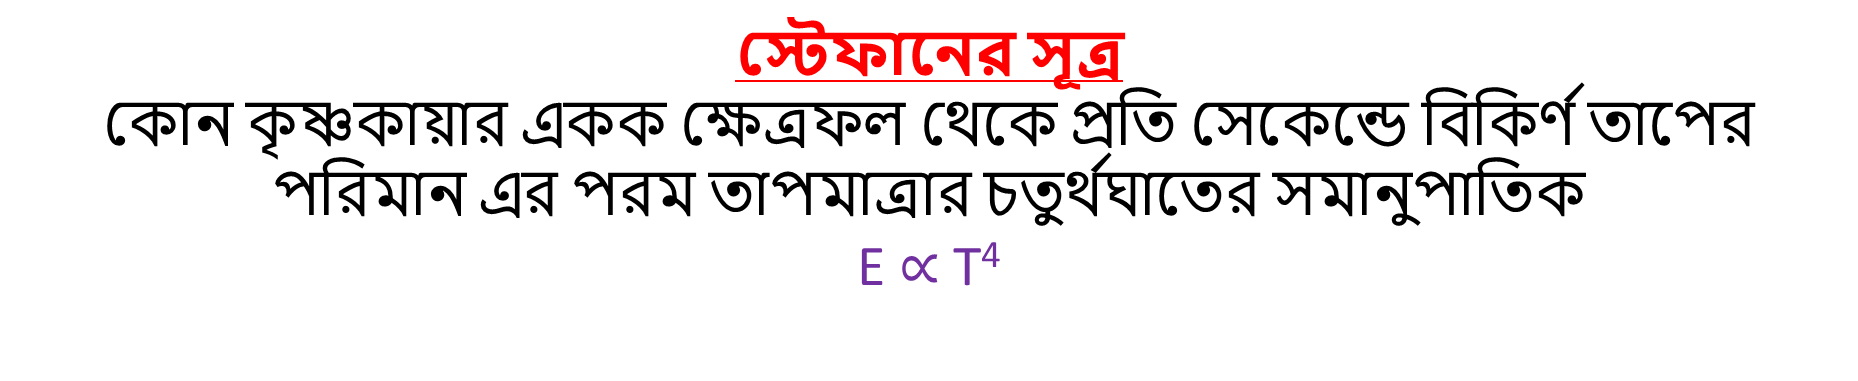 স্টেফানের সূত্র
কোন কৃষ্ণকায়ার একক ক্ষেত্রফল থেকে প্রতি সেকেন্ডে বিকির্ণ তাপের
পরিমান এর পরম তাপমাত্রার চতুর্থঘাতের সমানুপাতিক
E ∝ T⁴